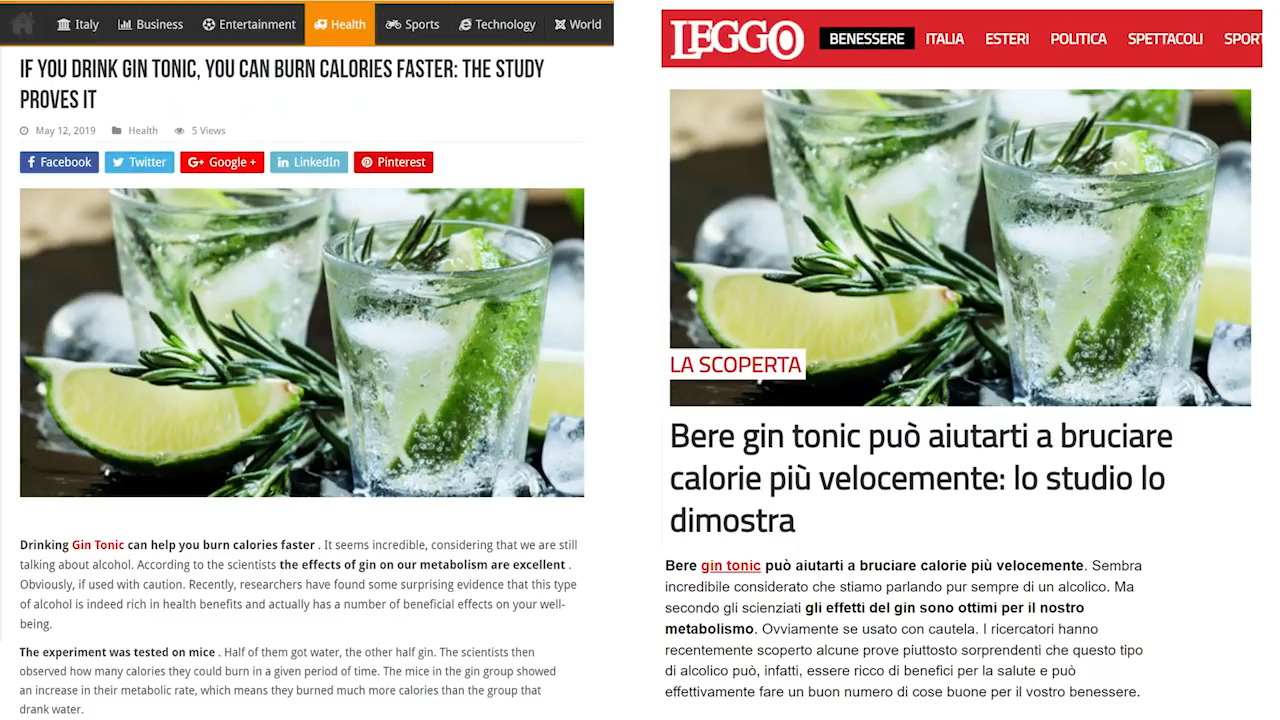 Italy Business Entertainment Health Sports Technology World
IF YOU DRINK GIN TONIC, YOU CAN BURN CALORIES FASTER: THE STUDY
PROVES IT
May 12, 2019 Health 5 Views
Facebook Twitter Google + LinkedIn Pinterest
Drinking Gin Tonic can help you burn calories faster . It seems incredible, considering that we are still
talking about alcohol. According to the scientists the effects of gin on our metabolism are excellent .
Obviously, if used with caution. Recently, researchers have found some surprising evidence that this type
of alcohol is indeed rich in health benefits and actually has a number of beneficial effects on your well-
being.
The experiment was tested on mice . Half of them got water, the other half gin. The scientists then
observed how many calories they could burn in a given period of time. The mice in the gin group showed
an increase in their metabolic rate, which means they burned much more calories than the group that
drank water.
LEGGO BENESSERE ITALIA ESTERI POLITICA SPETTACOLI SPORT
LA SCOPERTA
Bere gin tonic può aiutarti a bruciare
calorie più velocemente: lo studio lo
dimostra
Bere gin tonic può aiutarti a bruciare calorie più velocemente. Sembra
incredibile considerato che stiamo parlando pur sempre di un alcolico. Ma
secondo gli scienziati gli effetti del gin sono ottimi per il nostro
metabolismo. Ovviamente se usato con cautela. I ricercatori hanno
recentemente scoperto alcune prove piuttosto sorprendenti che questo tipo
di alcolico può, infatti, essere ricco di benefici per la salute e può
effettivamente fare un buon numero di cose buone per il vostro benessere.